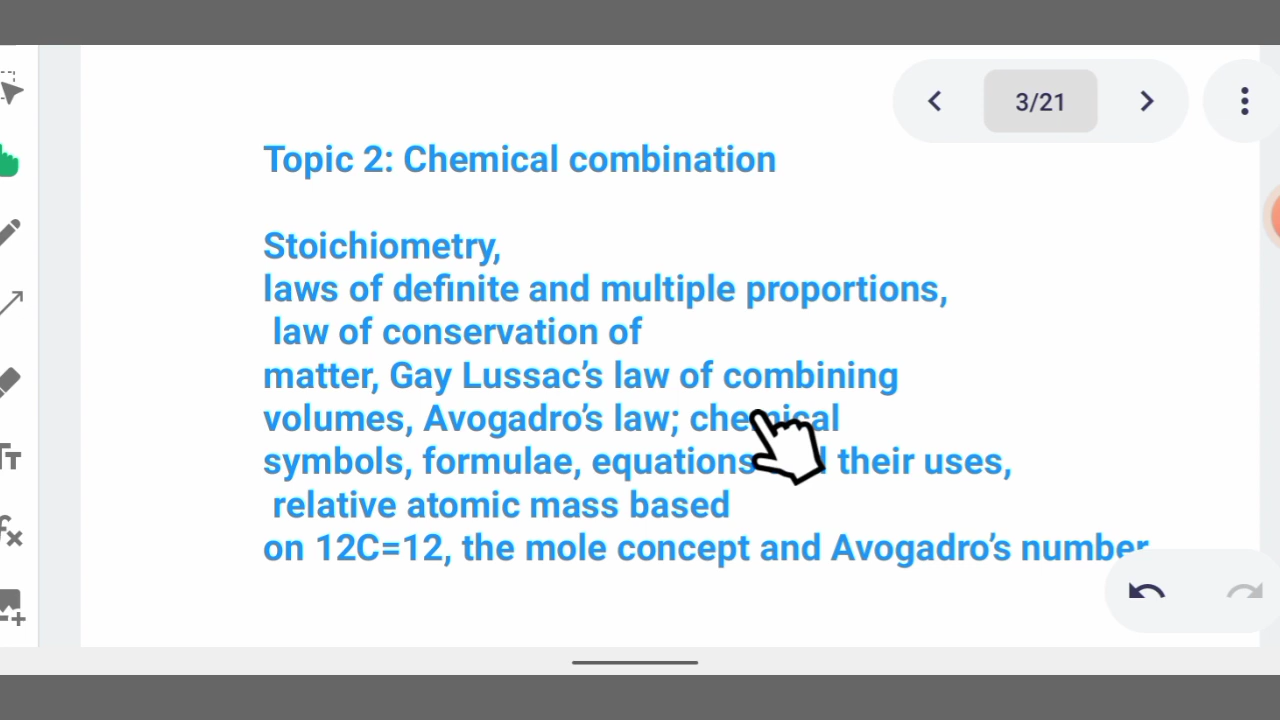 3/21
Topic 2: Chemical combination
Stoichiometry,
laws of definite and multiple proportions,
law of conservation of
matter, Gay Lussac’s law of combining
volumes, Avogadro’s law; chemical
symbols, formulae, equations their uses,
relative atomic mass based
on 12C=12, the mole concept and Avogadro’s number